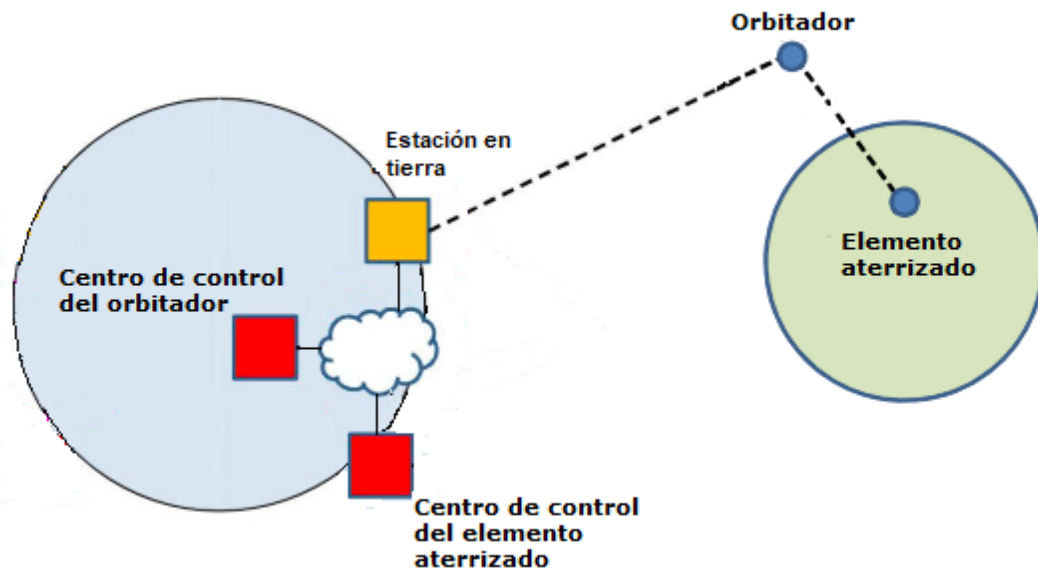 Orbitador
Estación en
tierra
Elemento
aterrizado
Centro de control
del orbitador
Centro de control
del elemento
aterrizado